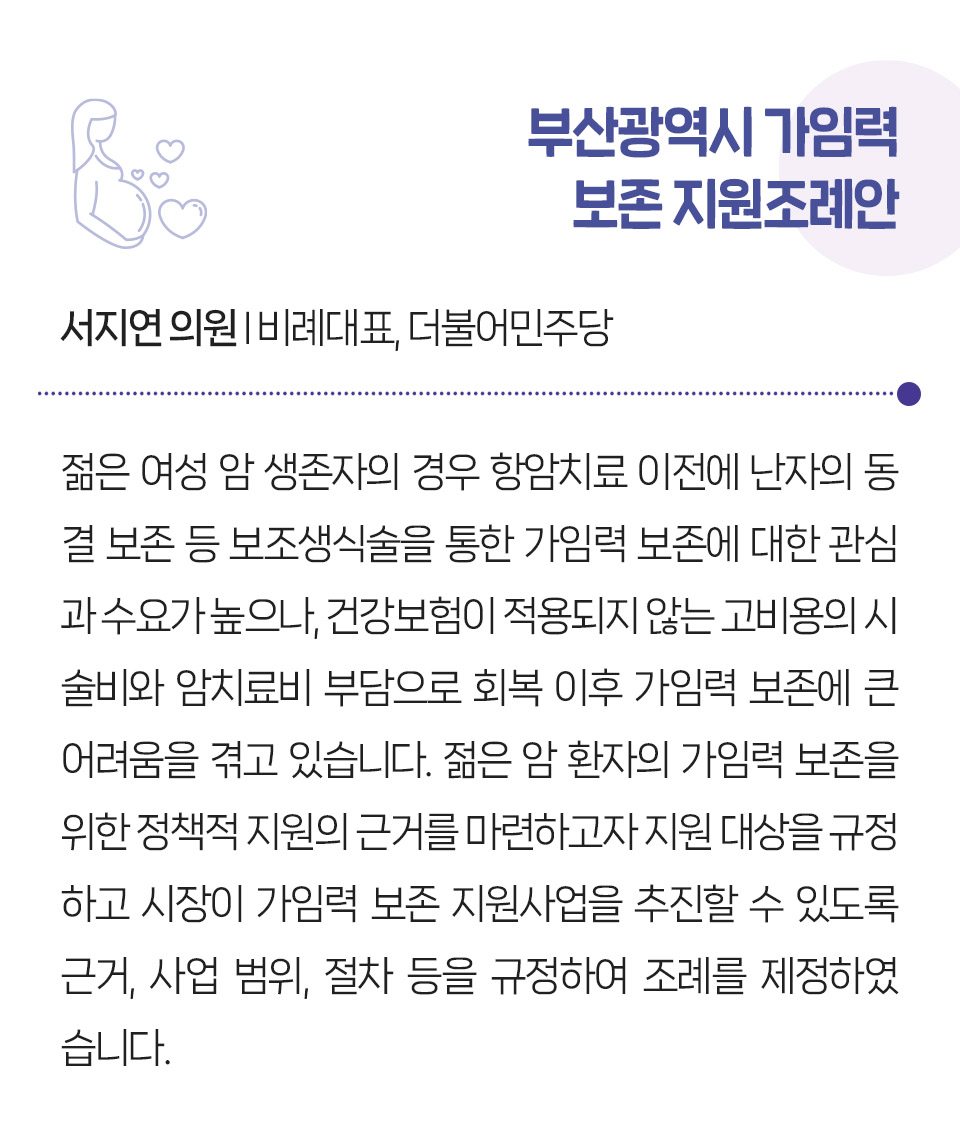 부산광역시 가임력
보존 지원조례안
서지연 의원 | 비례대표, 더불어민주당
젊은 여성 암 생존자의 경우 항암치료 이전에 난자의 동
결 보존 등 보조생식술을 통한 가임력 보존에 대한 관심
과 수요가 높으나, 건강보험이 적용되지 않는 고비용의 시
술비와 암치료비 부담으로 회복 이후 가임력 보존에 큰
어려움을 겪고 있습니다. 젊은 암 환자의 가임력 보존을
위한 정책적 지원의 근거를 마련하고자 지원 대상을 규정
하고 시장이 가임력 보존 지원사업을 추진할 수 있도록
근거, 사업 범위, 절차 등을 규정하여 조례를 제정하였
습니다.